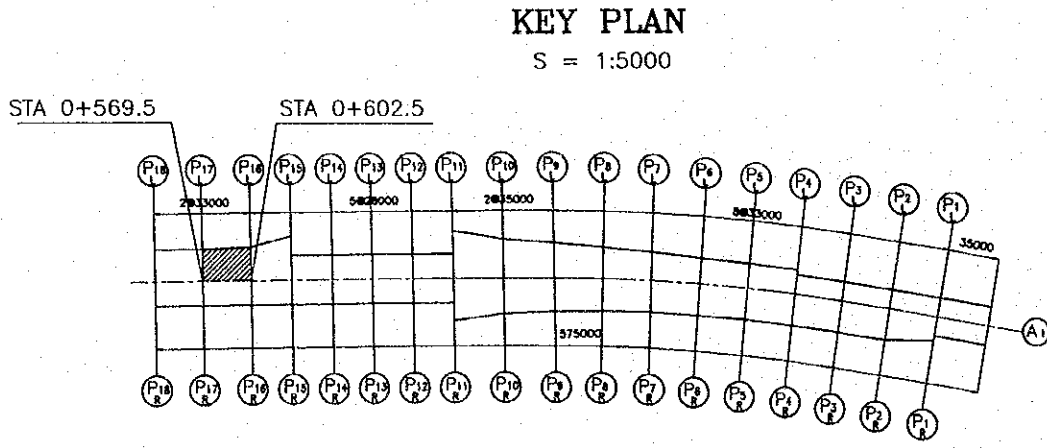 KEY PLAN
S = 1:5000
STA 0+569.5 STA 0+602.5
P18 P17 P16 P15 P14 P13 P12 P11 P10 P9 P8 P7 P6 P5 P4 P3 P2 P1
2@33000 5@28000 2@35000 5@33000 35000
575000
A1
P18 R P17 R P16 R P15 R P14 R P13 R P12 R P11 R P10 R P9 R P8 R P7 R P6 R P5 R P4 R P3 R P2 R P1 R